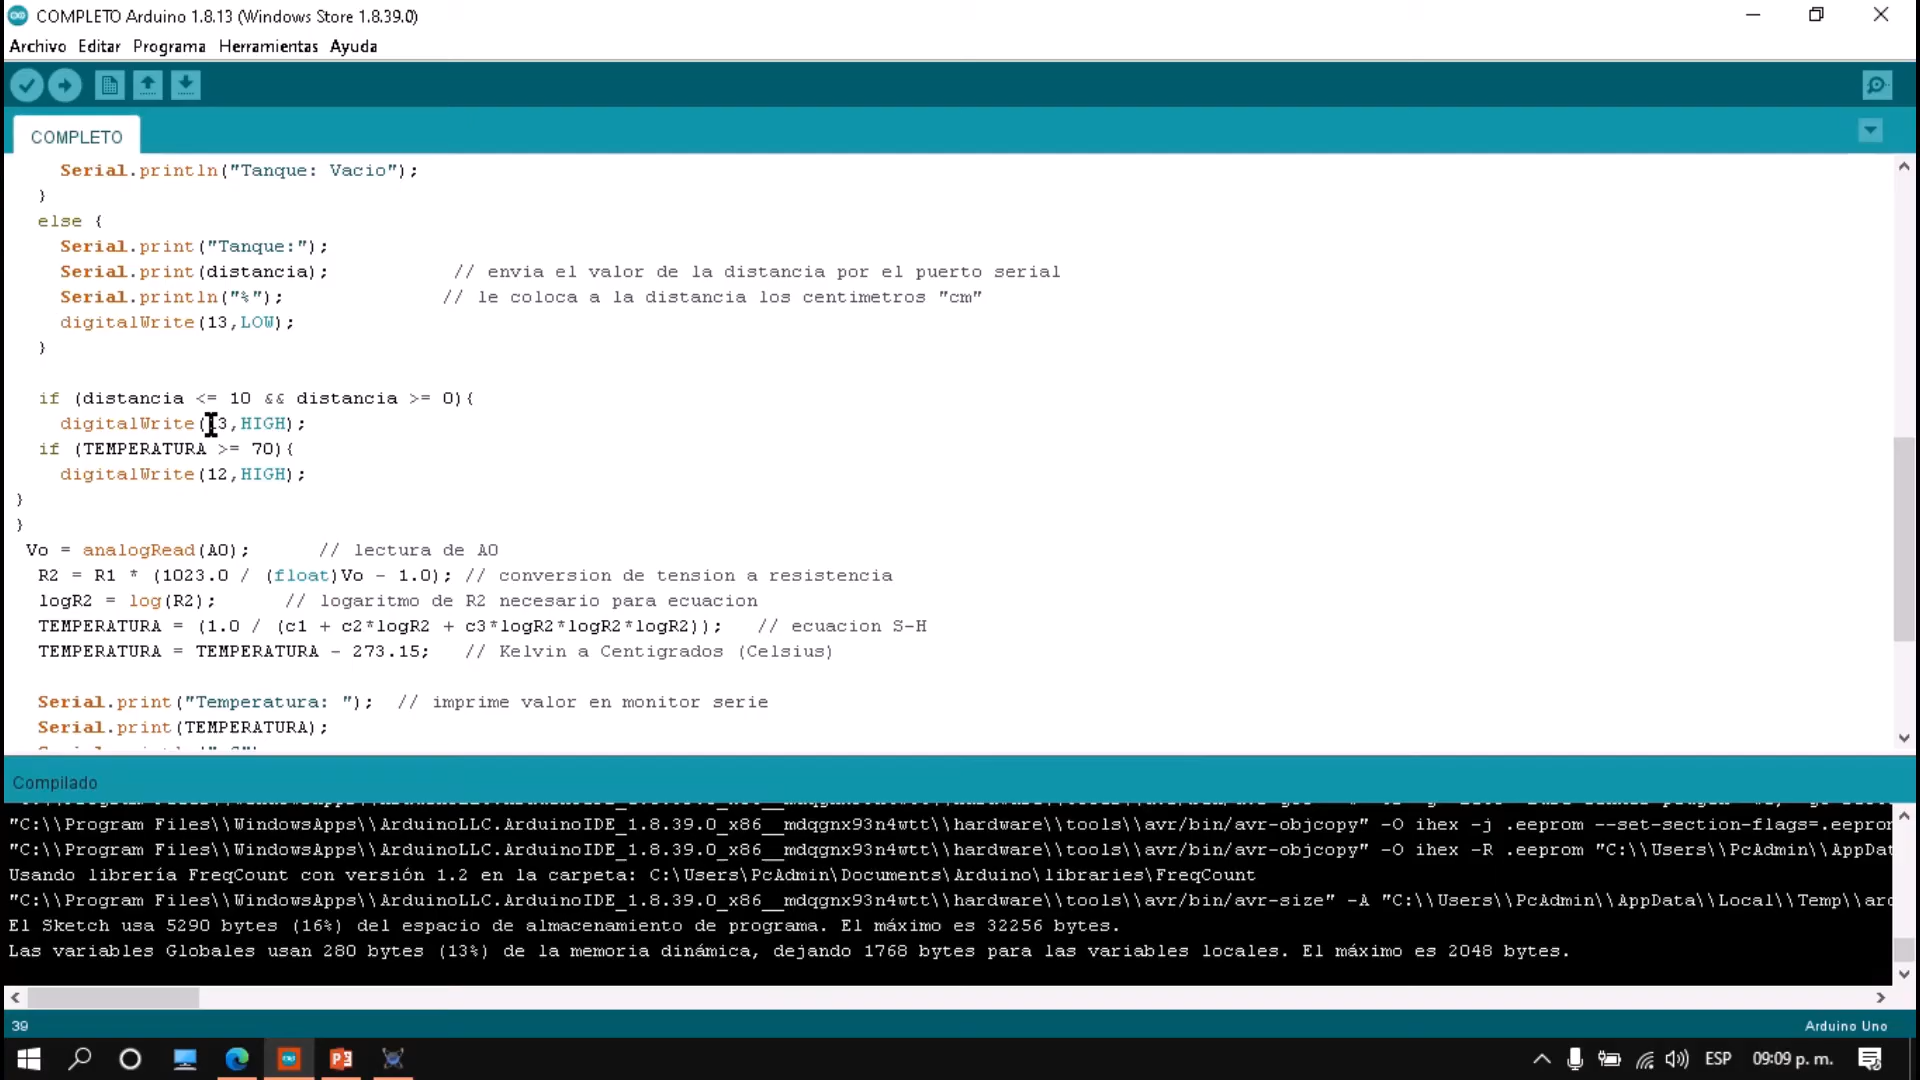 COMPLETO Arduino 1.8.13 (Windows Store 1.8.39.0)
Archivo Editar Programa Herramientas Ayuda
COMPLETO
Serial.println("Tanque: Vacio");
}
else {
Serial.print("Tanque:");
Serial.print(distancia); // envia el valor de la distancia por el puerto serial
Serial.println("%"); // le coloca a la distancia los centimetros "cm"
digitalWrite(13,LOW);
}
if (distancia <= 10 && distancia >= 0){
digitalWrite(13,HIGH);
if (TEMPERATURA >= 70){
digitalWrite(12,HIGH);
}
}
Vo = analogRead(A0); // lectura de A0
R2 = R1 * (1023.0 / (float)Vo - 1.0); // conversion de tension a resistencia
logR2 = log(R2); // logaritmo de R2 necesario para ecuacion
TEMPERATURA = (1.0 / (c1 + c2*logR2 + c3*logR2*logR2*logR2)); // ecuacion S-H
TEMPERATURA = TEMPERATURA - 273.15; // Kelvin a Centigrados (Celsius)
Serial.print("Temperatura: "); // imprime valor en monitor serie
Serial.print(TEMPERATURA);
Compilado
"C:\\Program Files\\WindowsApps\\ArduinoLLC.ArduinoIDE_1.8.39.0_x86__mdqgnx93n4wtt\\hardware\\tools\\avr/bin/avr-objcopy" -O ihex -j .eeprom --set-section-flags=.eeprom
"C:\\Program Files\\WindowsApps\\ArduinoLLC.ArduinoIDE_1.8.39.0_x86__mdqgnx93n4wtt\\hardware\\tools\\avr/bin/avr-objcopy" -O ihex -R .eeprom "C:\\Users\\PcAdmin\\AppDat
Usando librería FreqCount con versión 1.2 en la carpeta: C:\Users\PcAdmin\Documents\Arduino\libraries\FreqCount
"C:\\Program Files\\WindowsApps\\ArduinoLLC.ArduinoIDE_1.8.39.0_x86__mdqgnx93n4wtt\\hardware\\tools\\avr/bin/avr-size" -A "C:\\Users\\PcAdmin\\AppData\\Local\\Temp\\ard
El Sketch usa 5290 bytes (16%) del espacio de almacenamiento de programa. El máximo es 32256 bytes.
Las variables Globales usan 280 bytes (13%) de la memoria dinámica, dejando 1768 bytes para las variables locales. El máximo es 2048 bytes.
39
Arduino Uno
ESP 09:09 p. m.